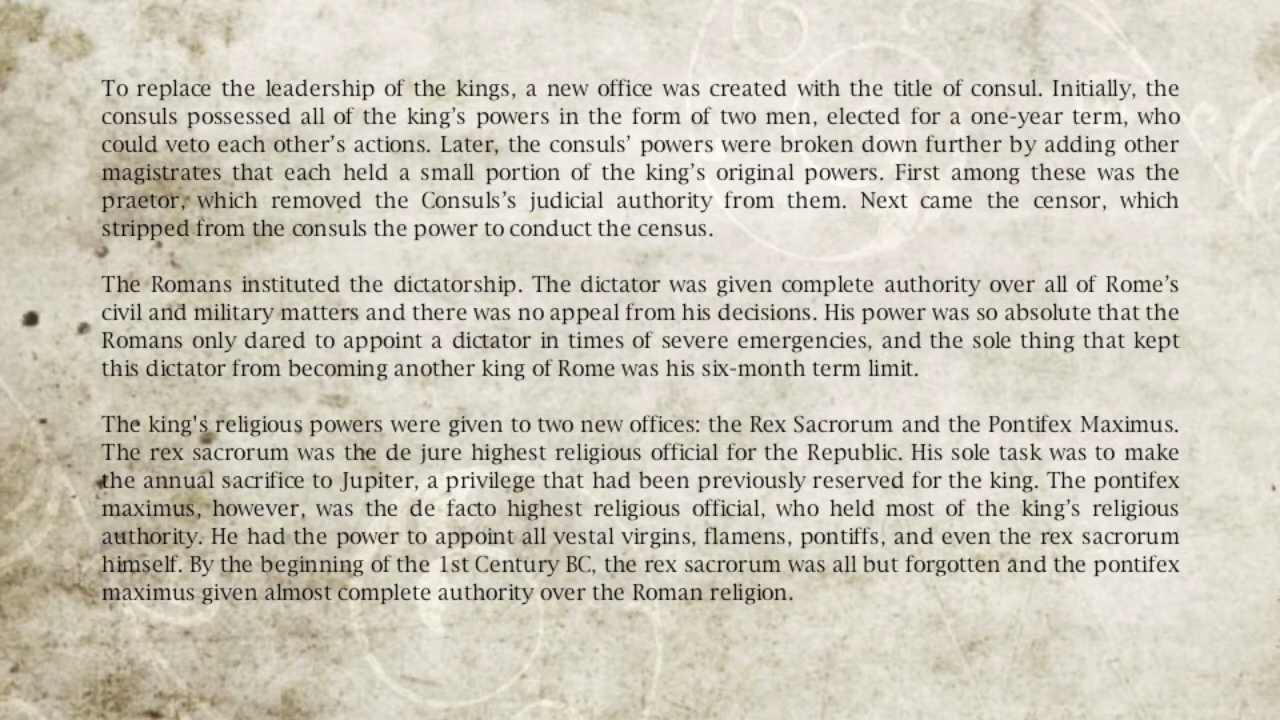 To replace the leadership of the kings, a new office was created with the title of consul. Initially, the
consuls possessed all of the king’s powers in the form of two men, elected for a one-year term, who
could veto each other’s actions. Later, the consuls’ powers were broken down further by adding other
magistrates that each held a small portion of the king’s original powers. First among these was the
praetor, which removed the Consuls’s judicial authority from them. Next came the censor, which
stripped from the consuls the power to conduct the census.
The Romans instituted the dictatorship. The dictator was given complete authority over all of Rome’s
civil and military matters and there was no appeal from his decisions. His power was so absolute that the
Romans only dared to appoint a dictator in times of severe emergencies, and the sole thing that kept
this dictator from becoming another king of Rome was his six-month term limit.
The king's religious powers were given to two new offices: the Rex Sacrorum and the Pontifex Maximus.
The rex sacrorum was the de jure highest religious official for the Republic. His sole task was to make
the annual sacrifice to Jupiter, a privilege that had been previously reserved for the king. The pontifex
maximus, however, was the de facto highest religious official, who held most of the king’s religious
authority. He had the power to appoint all vestal virgins, flamens, pontiffs, and even the rex sacrorum
himself. By the beginning of the 1st Century BC, the rex sacrorum was all but forgotten and the pontifex
maximus given almost complete authority over the Roman religion.